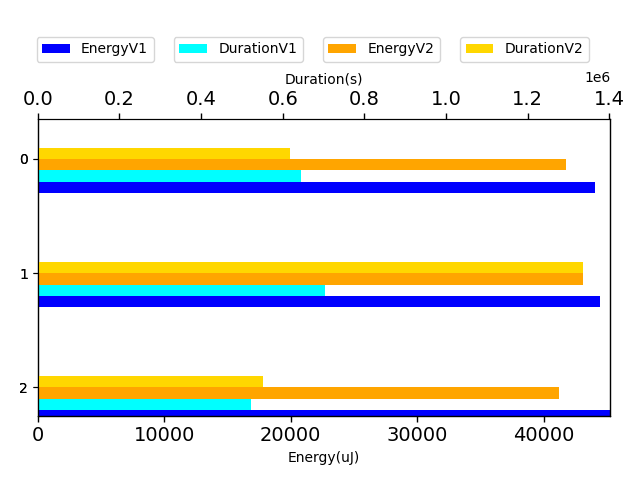 EnergyV1 DurationV1 EnergyV2 DurationV2
Duration(s)
1e6
0.0 0.2 0.4 0.6 0.8 1.0 1.2 1.4
0
1
2
0 10000 20000 30000 40000
Energy(uJ)